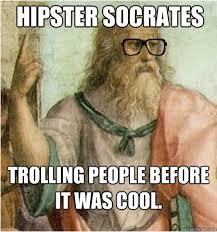 HIPSTER SOCRATES
TROLLING PEOPLE BEFORE
IT WAS COOL.